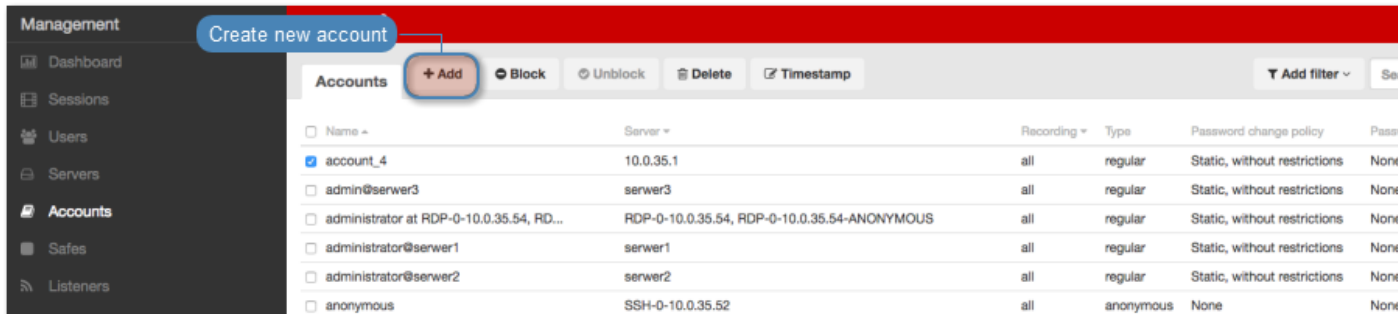 Management
Create new account
Dashboard
Sessions
Users
Servers
Accounts
Safes
Listeners
Accounts
+ Add
Block
Unblock
Delete
Timestamp
Add filter
Name Server Recording Type Password change policy
account_4 10.0.35.1 all regular Static, without restrictions None
admin@serwer3 serwer3 all regular Static, without restrictions None
administrator at RDP-0-10.0.35.54, RD... RDP-0-10.0.35.54, RDP-0-10.0.35.54-ANONYMOUS all regular Static, without restrictions None
administrator@serwer1 serwer1 all regular Static, without restrictions None
administrator@serwer2 serwer2 all regular Static, without restrictions None
anonymous SSH-0-10.0.35.52 all anonymous None None